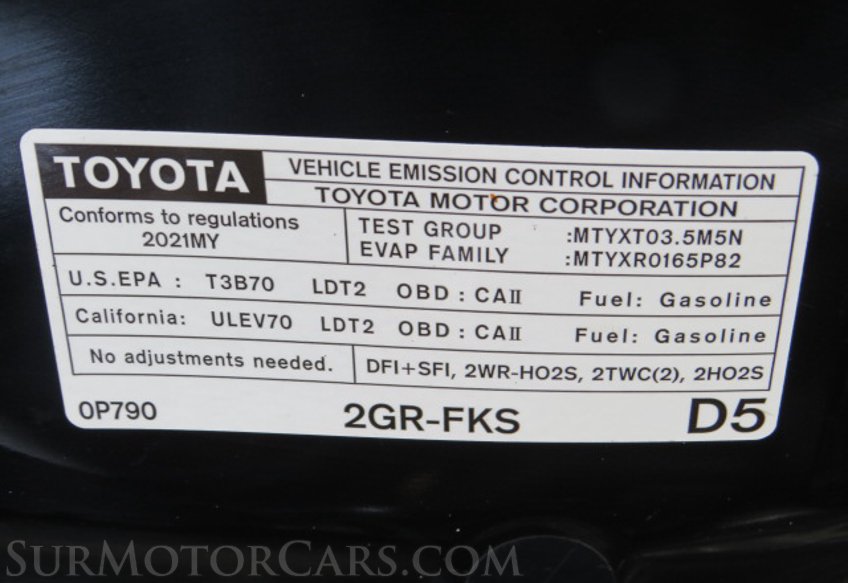 TOYOTA
VEHICLE EMISSION CONTROL INFORMATION
TOYOTA MOTOR CORPORATION
Conforms to regulations
2021MY
TEST GROUP :MTYXT03.5M5N
EVAP FAMILY :MTYXR0165P82
U.S.EPA : T3B70 LDT2 OBD : CAII Fuel: Gasoline
California: ULEV70 LDT2 OBD : CAII Fuel: Gasoline
No adjustments needed.
DFI+SFI, 2WR-HO2S, 2TWC(2), 2HO2S
0P790 2GR-FKS D5
SURMOTORCARS.COM